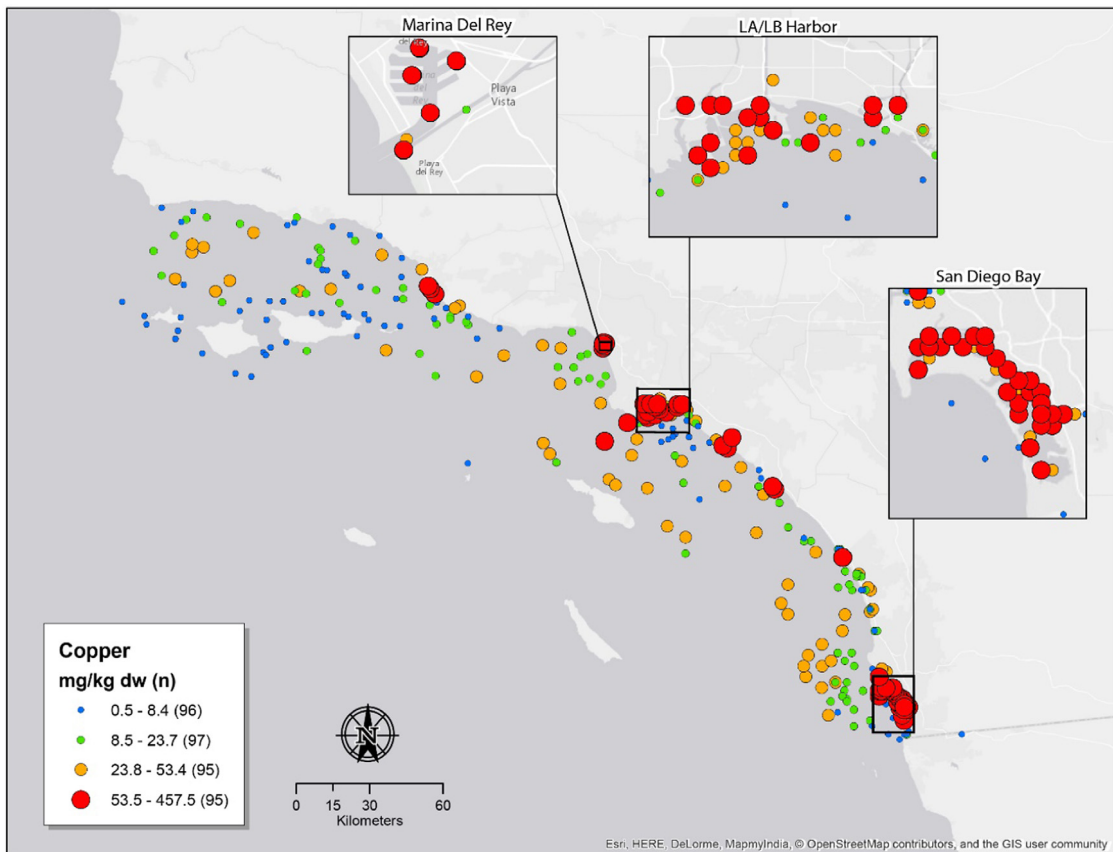 Marina Del Rey
LA/LB Harbor
del Rey
Playa
Vista
Playa
del Rey
San Diego Bay
Copper
mg/kg dw (n)
0.5 - 8.4 (96)
8.5 - 23.7 (97)
23.8 - 53.4 (95)
53.5 - 457.5 (95)
N
0 15 30 60
Kilometers
Esri, HERE, DeLorme, MapmyIndia, © OpenStreetMap contributors, and the GIS user community